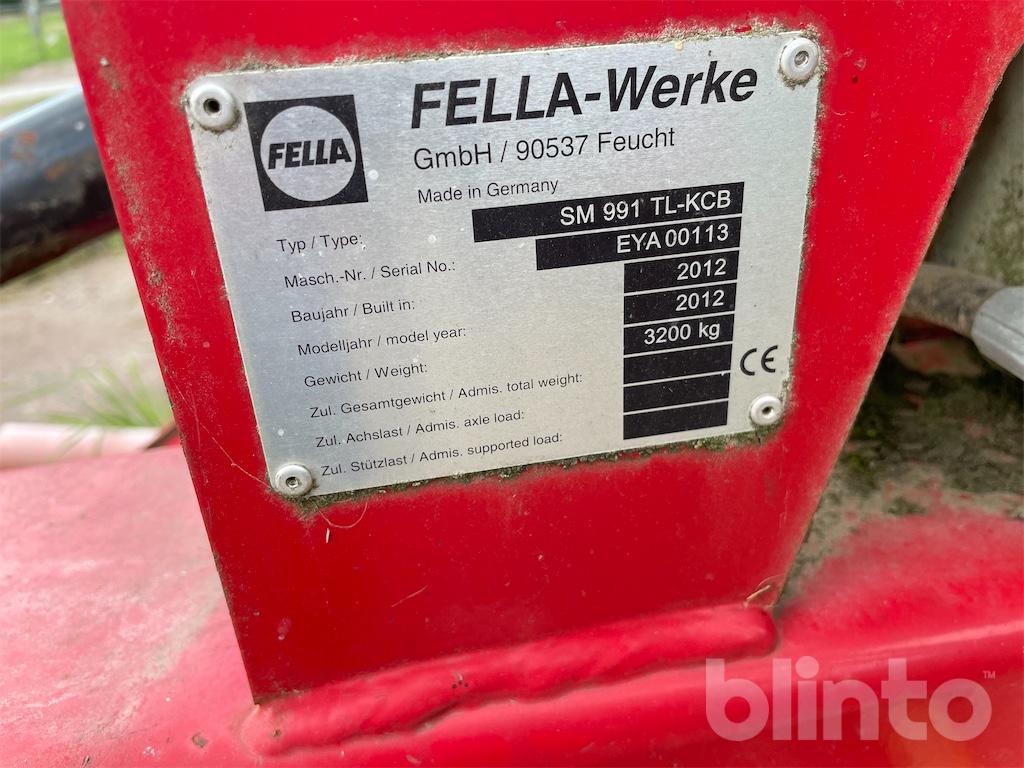 FELLA
FELLA-Werke
GmbH / 90537 Feucht
Made in Germany
Typ / Type: SM 991 TL-KCB
Masch.-Nr. / Serial No.: EYA 00113
Baujahr / Built in: 2012
Modelljahr / model year: 2012
Gewicht / Weight: 3200 kg
Zul. Gesamtgewicht / Admis. total weight:
Zul. Achslast / Admis. axle load:
Zul. Stützlast / Admis. supported load:
CE
blinto™